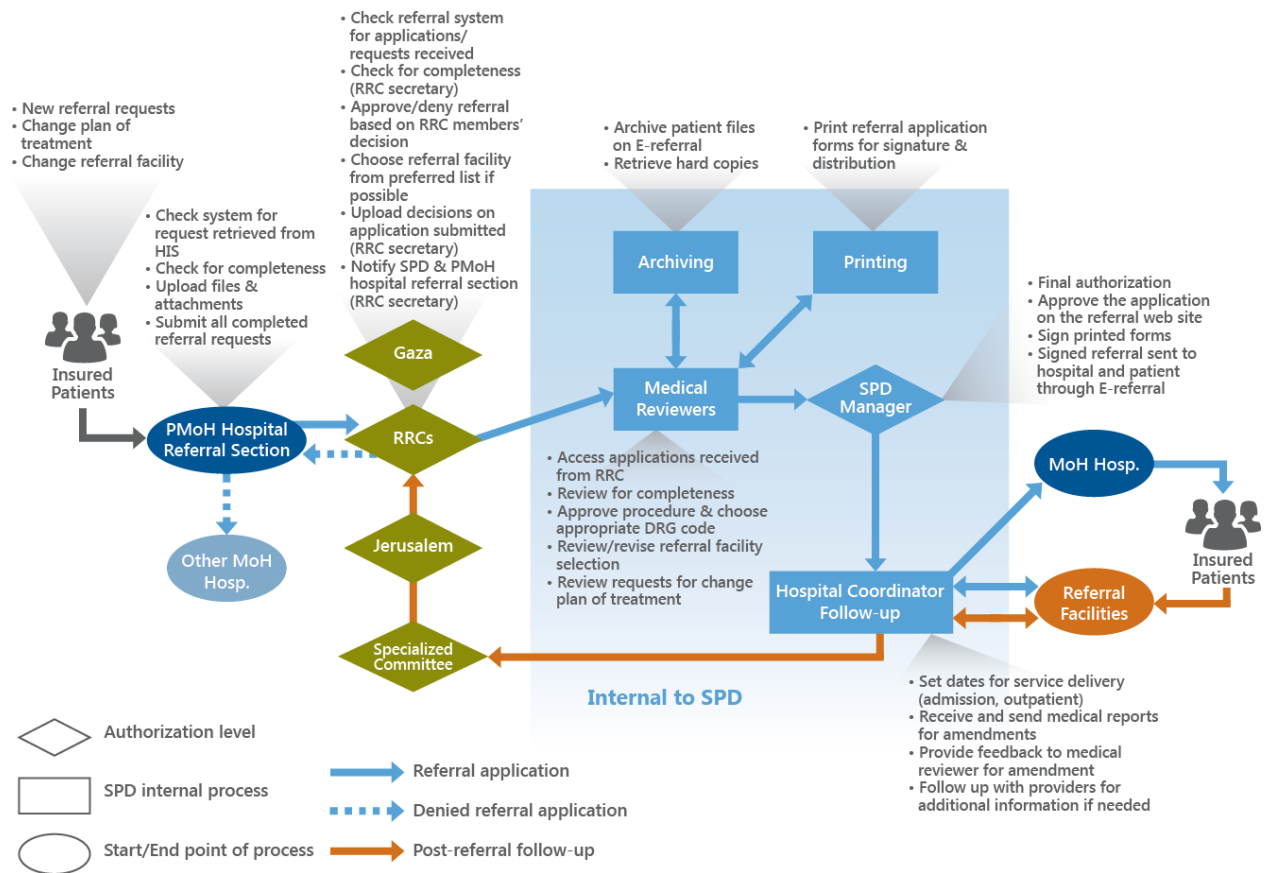 • New referral requests
• Change plan of
treatment
• Change referral facility
• Check system for
request retrieved from
HIS
• Check for completeness
• Upload files &
attachments
• Submit all completed
referral requests
• Check referral system
for applications/
requests received
• Check for completeness
(RRC secretary)
• Approve/deny referral
based on RRC members’
decision
• Choose referral facility
from preferred list if
possible
• Upload decisions on
application submitted
(RRC secretary)
• Notify SPD & PMoH
hospital referral section
(RRC secretary)
• Archive patient files
on E-referral
• Retrieve hard copies
• Print referral application
forms for signature &
distribution
Archiving
Printing
• Final authorization
• Approve the application
on the referral web site
• Sign printed forms
• Signed referral sent to
hospital and patient
through E-referral
Insured
Patients
Gaza
PMoH Hospital
Referral Section
RRCs
Medical
Reviewers
SPD
Manager
• Access applications received
from RRC
• Review for completeness
• Approve procedure & choose
appropriate DRG code
• Review/revise referral facility
selection
• Review requests for change
plan of treatment
MoH Hosp.
Insured
Patients
Other MoH
Hosp.
Jerusalem
Hospital Coordinator
Follow-up
Referral
Facilities
Specialized
Committee
Internal to SPD
• Set dates for service delivery
(admission, outpatient)
• Receive and send medical reports
for amendments
• Provide feedback to medical
reviewer for amendment
• Follow up with providers for
additional information if needed
Authorization level
SPD internal process
Start/End point of process
Referral application
Denied referral application
Post-referral follow-up